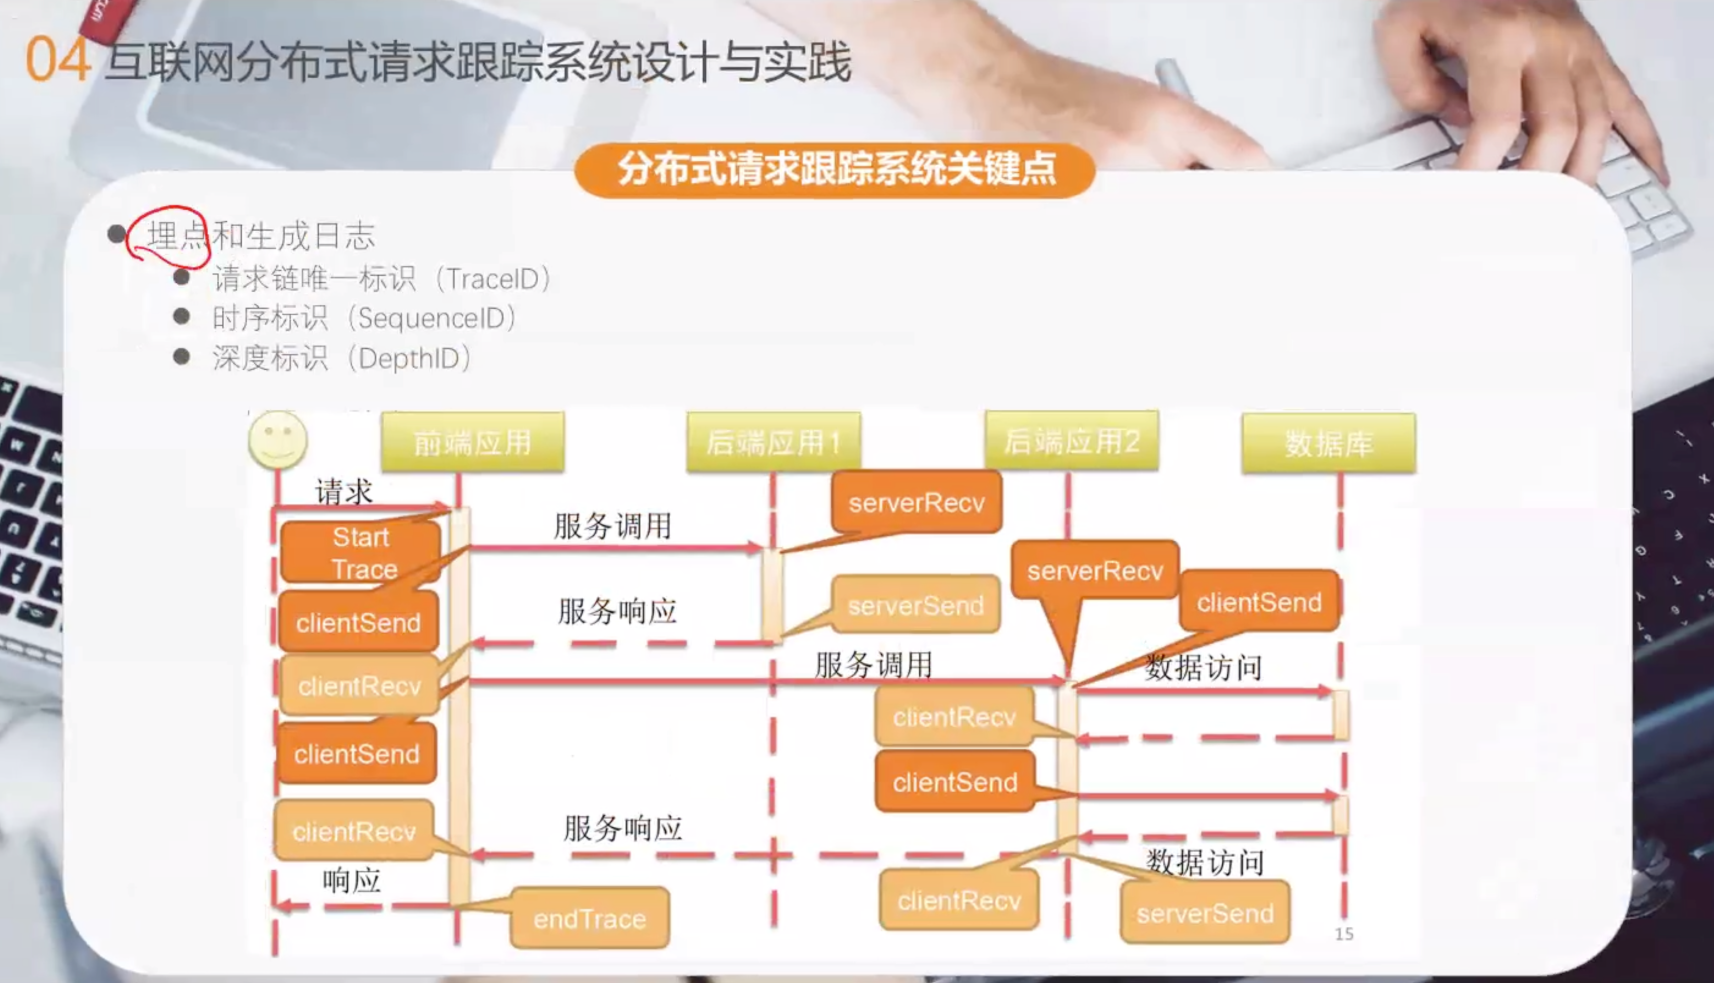 04 互联网分布式请求跟踪系统设计与实践
分布式请求跟踪系统关键点
埋点和生成日志
请求链唯一标识（TraceID）
时序标识（SequenceID）
深度标识（DepthID）
前端应用
后端应用1
后端应用2
数据库
请求
serverRecv
Start
Trace
服务调用
serverRecv
clientSend
clientSend
服务响应
serverSend
clientRecv
服务调用
数据访问
clientRecv
clientSend
clientSend
clientRecv
服务响应
数据访问
响应
clientRecv
endTrace
serverSend
15